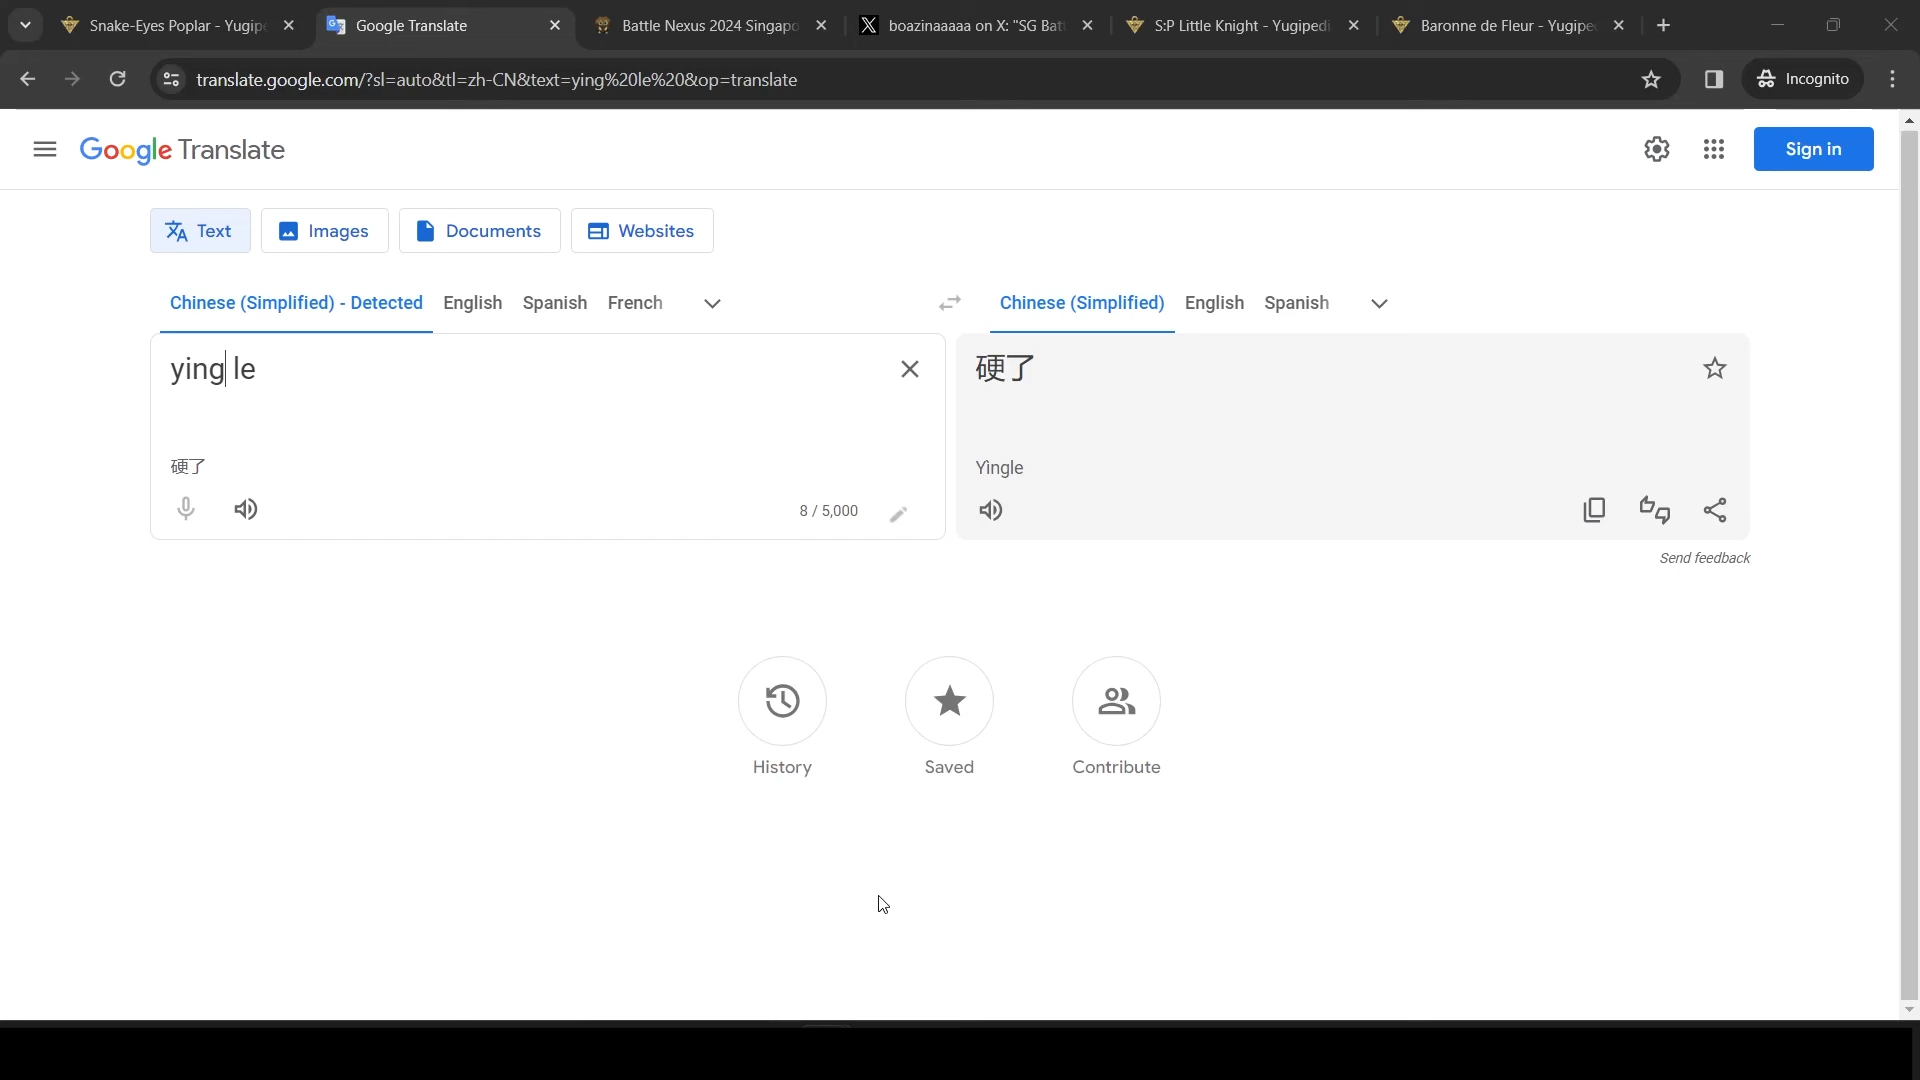 Snake-Eyes Poplar - Yugipe
Google Translate
Battle Nexus 2024 Singapo
boazinaaaaa on X: "SG Bat
S:P Little Knight - Yugipedi
Baronne de Fleur - Yugipe
translate.google.com/?sl=auto&tl=zh-CN&text=ying%20le%20&op=translate
Incognito
Google Translate
Sign in
Text
Images
Documents
Websites
Chinese (Simplified) - Detected
English
Spanish
French
Chinese (Simplified)
English
Spanish
ying le
硬了
硬了
Yìngle
8 / 5,000
Send feedback
History
Saved
Contribute